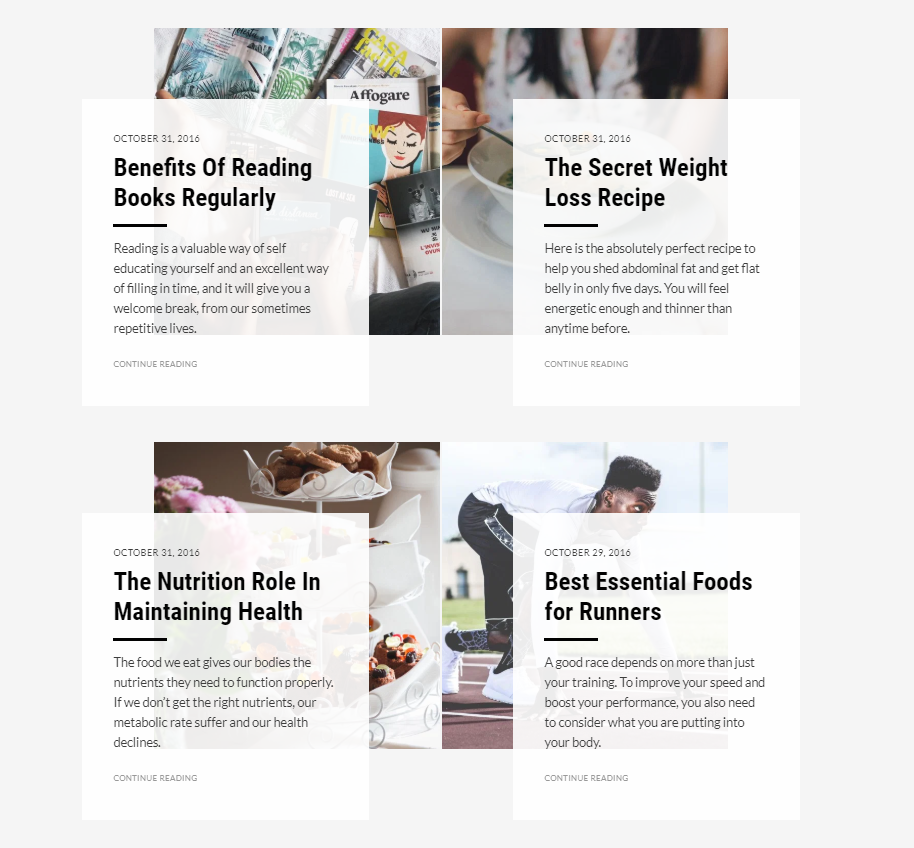 CASA
Affogare
OCTOBER 31, 2016
Benefits Of Reading
Books Regularly
Reading is a valuable way of self
educating yourself and an excellent way
of filling in time, and it will give you a
welcome break, from our sometimes
repetitive lives.
CONTINUE READING
OCTOBER 31, 2016
The Secret Weight
Loss Recipe
Here is the absolutely perfect recipe to
help you shed abdominal fat and get flat
belly in only five days. You will feel
energetic enough and thinner than
anytime before.
CONTINUE READING
OCTOBER 31, 2016
The Nutrition Role In
Maintaining Health
The food we eat gives our bodies the
nutrients they need to function properly.
If we don't get the right nutrients, our
metabolic rate suffer and our health
declines.
CONTINUE READING
OCTOBER 29, 2016
Best Essential Foods
for Runners
A good race depends on more than just
your training. To improve your speed and
boost your performance, you also need
to consider what you are putting into
your body.
CONTINUE READING